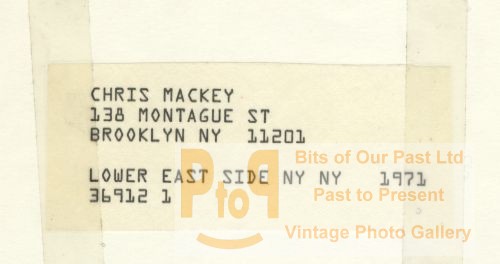 CHRIS MACKEY
138 MONTAGUE ST
BROOKLYN NY 11201
LOWER EAST SIDE NY NY 1971
36912 1
PtoP
Bits of Our Past Ltd
Past to Present
Vintage Photo Gallery